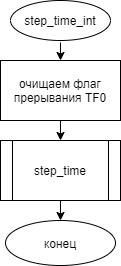 step_time_int
очищаем флаг
прерывания TF0
step_time
конец